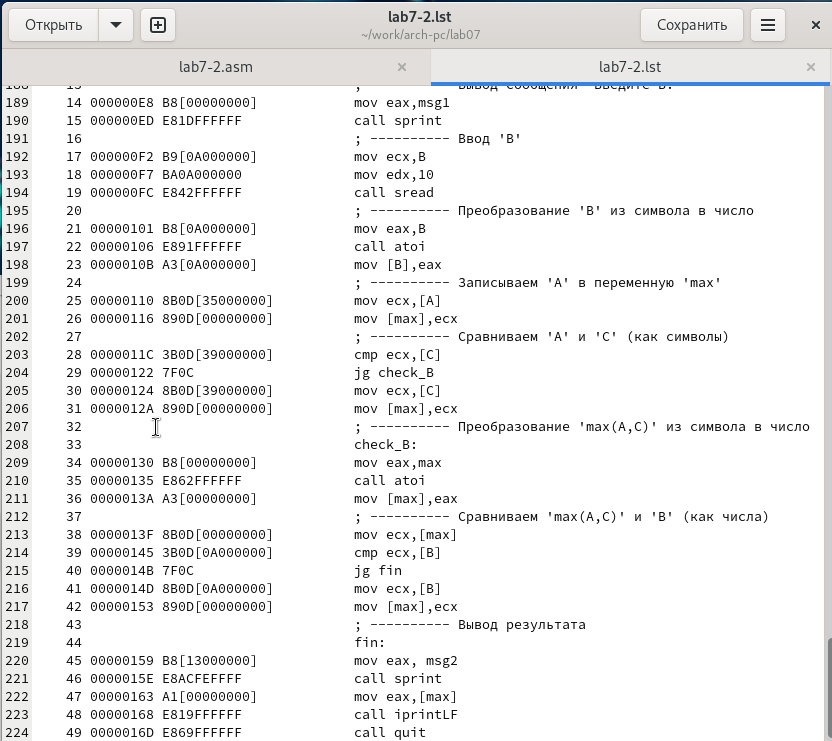 Открыть
lab7-2.lst
~/work/arch-pc/lab07
Сохранить
lab7-2.asm
lab7-2.lst
189 14 000000E8 B8[00000000] mov eax,msg1
190 15 000000ED E81DFFFFFF call sprint
191 16 ; ---------- Ввод 'B'
192 17 000000F2 B9[0A000000] mov ecx,B
193 18 000000F7 BA0A000000 mov edx,10
194 19 000000FC E842FFFFFF call sread
195 20 ; ---------- Преобразование 'B' из символа в число
196 21 00000101 B8[0A000000] mov eax,B
197 22 00000106 E891FFFFFF call atoi
198 23 0000010B A3[0A000000] mov [B],eax
199 24 ; ---------- Записываем 'A' в переменную 'max'
200 25 00000110 8B0D[35000000] mov ecx,[A]
201 26 00000116 890D[00000000] mov [max],ecx
202 27 ; ---------- Сравниваем 'A' и 'C' (как символы)
203 28 0000011C 3B0D[39000000] cmp ecx,[C]
204 29 00000122 7F0C jg check_B
205 30 00000124 8B0D[39000000] mov ecx,[C]
206 31 0000012A 890D[00000000] mov [max],ecx
207 32 ; ---------- Преобразование 'max(A,C)' из символа в число
208 33 check_B:
209 34 00000130 B8[00000000] mov eax,max
210 35 00000135 E862FFFFFF call atoi
211 36 0000013A A3[00000000] mov [max],eax
212 37 ; ---------- Сравниваем 'max(A,C)' и 'B' (как числа)
213 38 0000013F 8B0D[00000000] mov ecx,[max]
214 39 00000145 3B0D[0A000000] cmp ecx,[B]
215 40 0000014B 7F0C jg fin
216 41 0000014D 8B0D[0A000000] mov ecx,[B]
217 42 00000153 890D[00000000] mov [max],ecx
218 43 ; ---------- Вывод результата
219 44 fin:
220 45 00000159 B8[13000000] mov eax, msg2
221 46 0000015E E8ACFEFFFF call sprint
222 47 00000163 A1[00000000] mov eax,[max]
223 48 00000168 E819FFFFFF call iprintLF
224 49 0000016D E869FFFFFF call quit